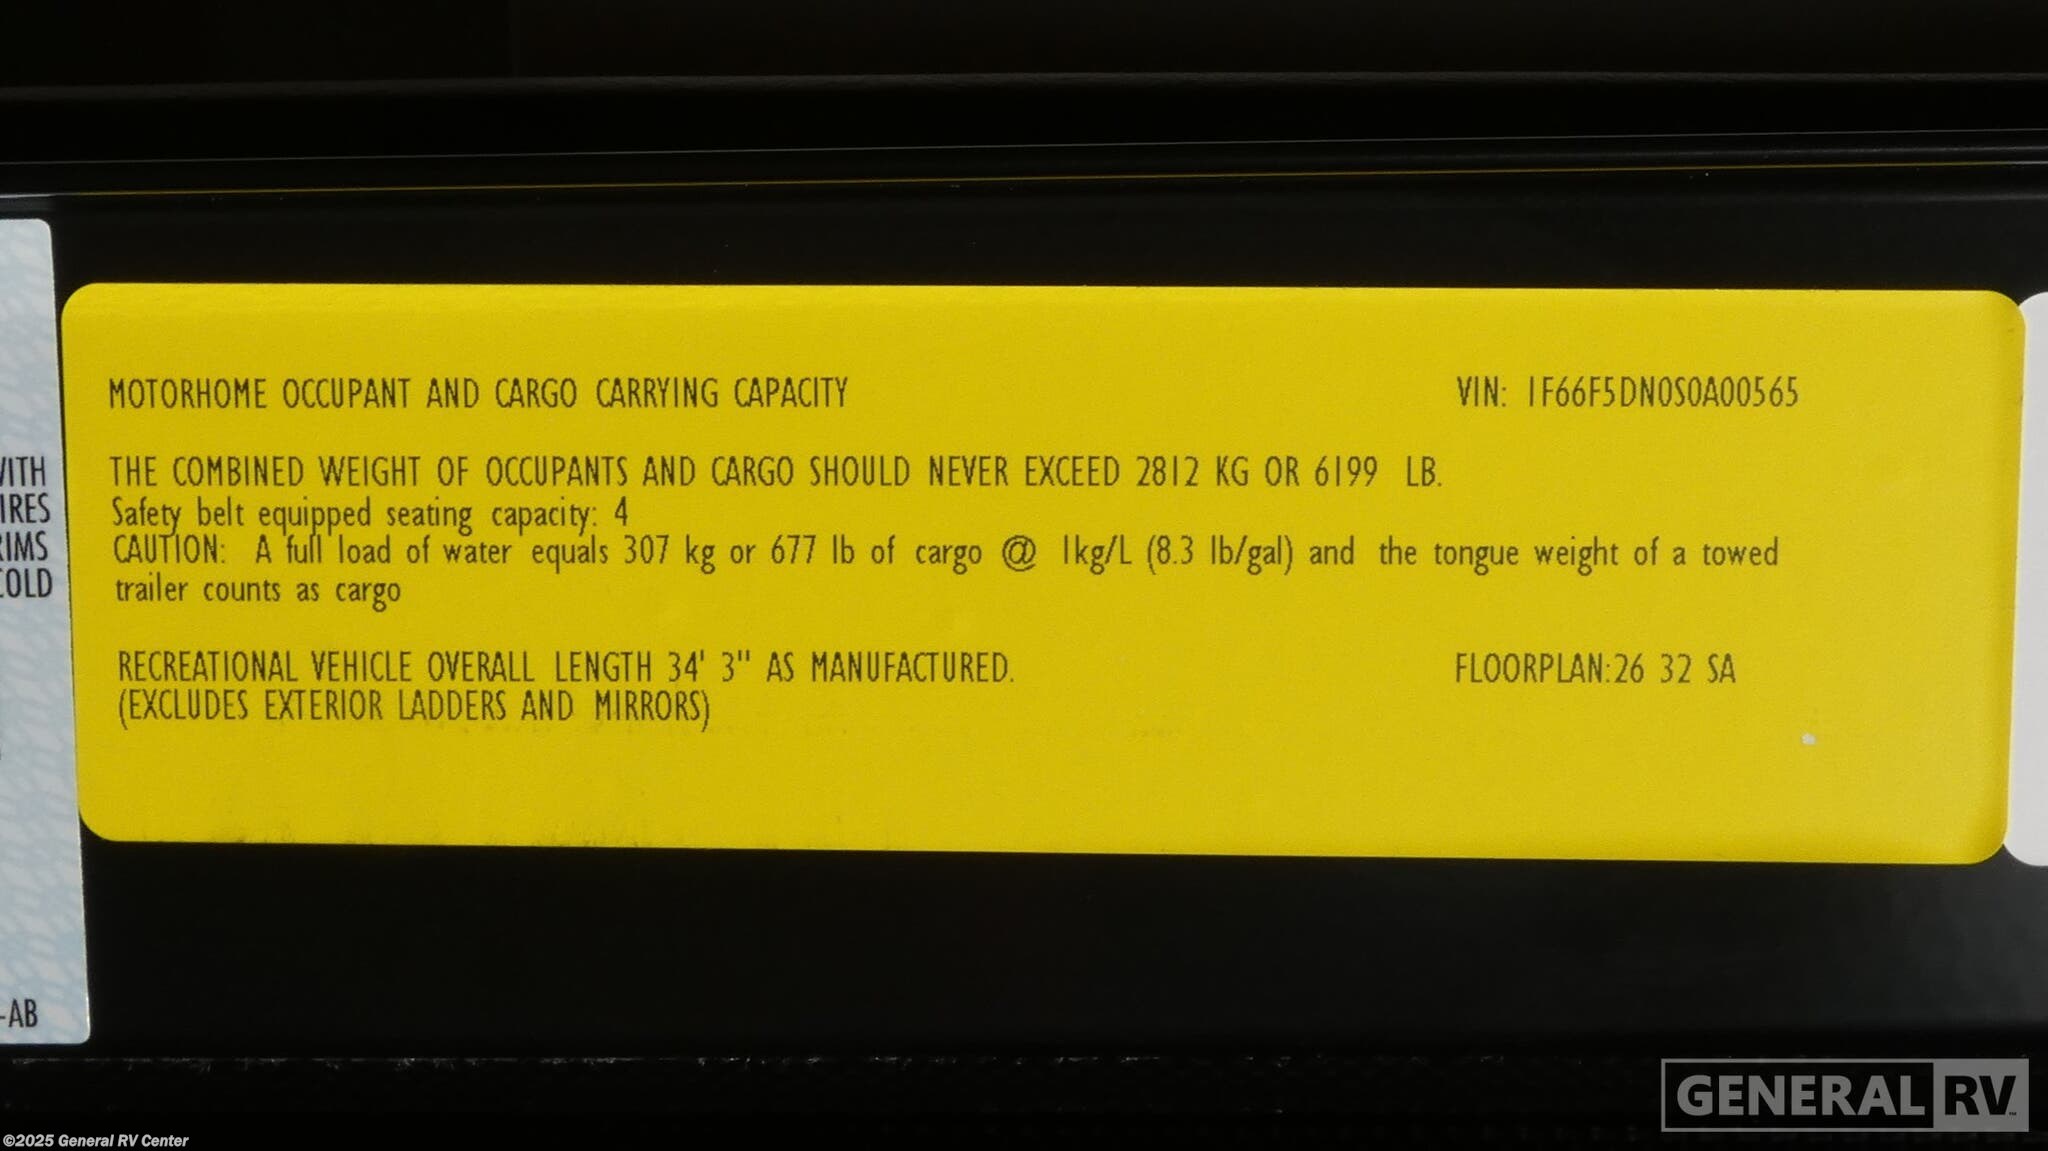 MOTORHOME OCCUPANT AND CARGO CARRYING CAPACITY
VIN: 1F66F5DN0S0A00565
THE COMBINED WEIGHT OF OCCUPANTS AND CARGO SHOULD NEVER EXCEED 2812 KG OR 6199 LB.
Safety belt equipped seating capacity: 4
CAUTION: A full load of water equals 307 kg or 677 lb of cargo @ 1kg/L (8.3 lb/gal) and the tongue weight of a towed
trailer counts as cargo
RECREATIONAL VEHICLE OVERALL LENGTH 34' 3" AS MANUFACTURED.
FLOORPLAN:26 32 SA
(EXCLUDES EXTERIOR LADDERS AND MIRRORS)
COLD
-AB
GENERAL RV
©2025 General RV Center